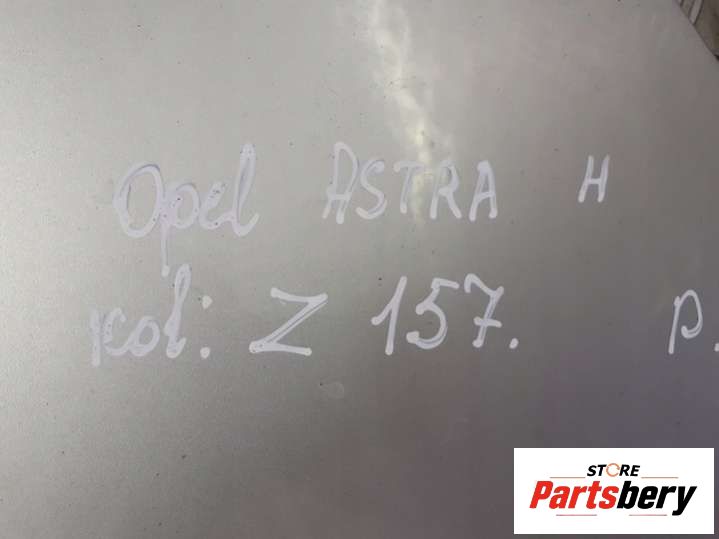 Opel ASTRA H
kol: Z 157. p.
STORE
Partsbery